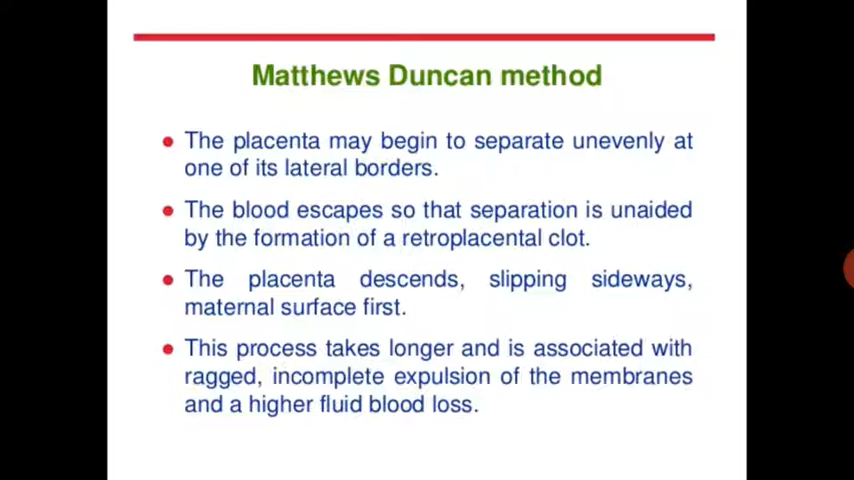 Matthews Duncan method
● The placenta may begin to separate unevenly at
one of its lateral borders.
● The blood escapes so that separation is unaided
by the formation of a retroplacental clot.
● The placenta descends, slipping sideways,
maternal surface first.
● This process takes longer and is associated with
ragged, incomplete expulsion of the membranes
and a higher fluid blood loss.